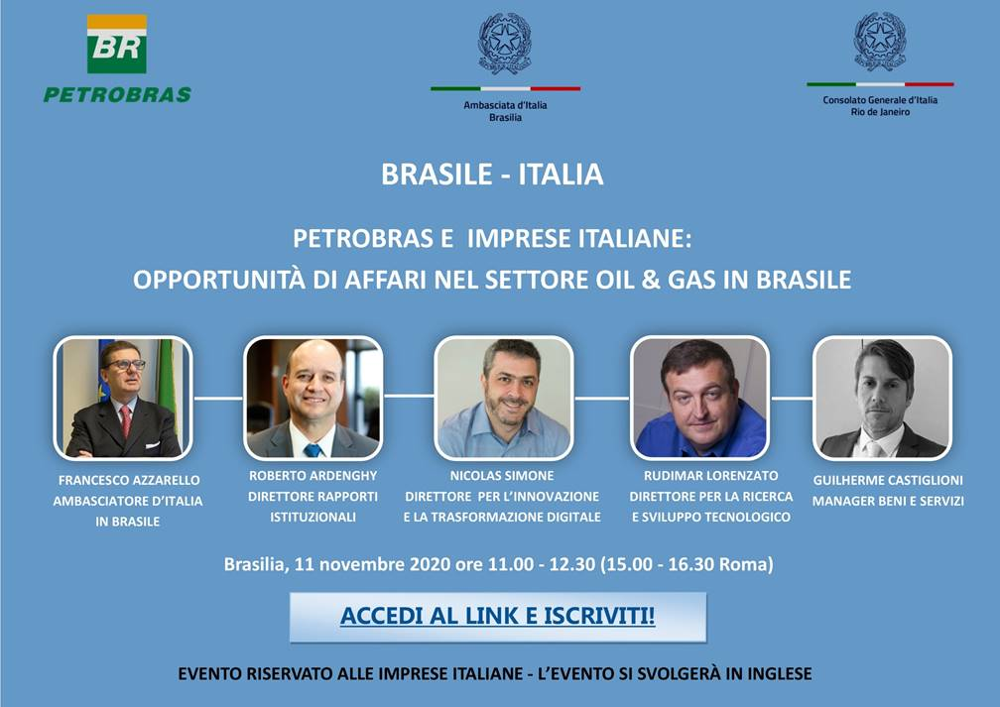 BR
PETROBRAS
Ambasciata d'Italia
Brasilia
Consolato Generale d'Italia
Rio de Janeiro
BRASILE - ITALIA
PETROBRAS E IMPRESE ITALIANE:
OPPORTUNITÀ DI AFFARI NEL SETTORE OIL & GAS IN BRASILE
FRANCESCO AZZARELLO
AMBASCIATORE D'ITALIA
IN BRASILE
ROBERTO ARDENGHY
DIRETTORE RAPPORTI
ISTITUZIONALI
NICOLAS SIMONE
DIRETTORE PER L'INNOVAZIONE
E LA TRASFORMAZIONE DIGITALE
RUDIMAR LORENZATO
DIRETTORE PER LA RICERCA
E SVILUPPO TECNOLOGICO
GUILHERME CASTIGLIONI
MANAGER BENI E SERVIZI
Brasilia, 11 novembre 2020 ore 11.00 - 12.30 (15.00 - 16.30 Roma)
ACCEDI AL LINK E ISCRIVITI!
EVENTO RISERVATO ALLE IMPRESE ITALIANE - L'EVENTO SI SVOLGERÀ IN INGLESE